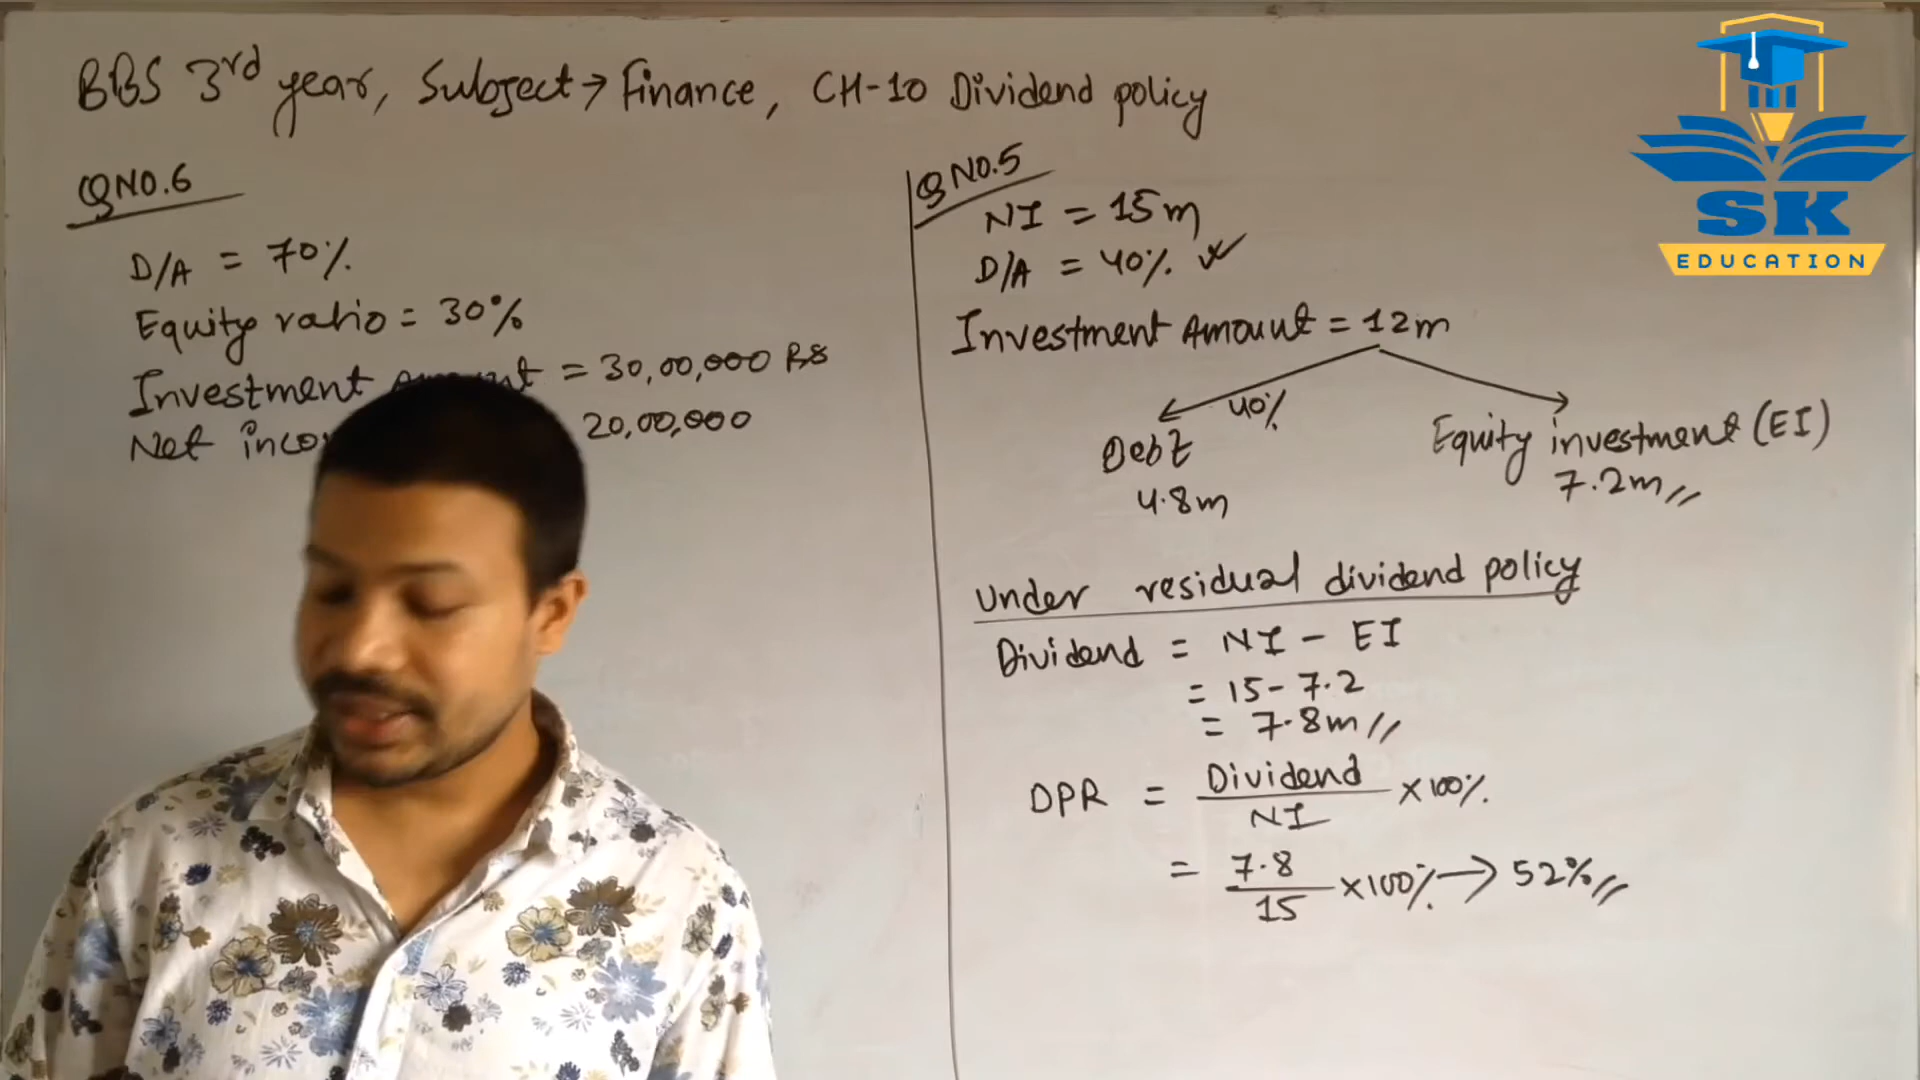 BBS 3rd year, Subject → Finance, CH-10 Dividend policy
QNO.6
D/A = 70%
Equity ratio = 30%
Investment = 30,00,000 RS
Net 20,00,000
QNO.5
NI = 15m
D/A = 40%
Investment Amount = 12m
40%
Debt
4.8m
Equity investment (EI)
7.2m
Under residual dividend policy
Dividend = NI - EI
= 15 - 7.2
= 7.8m
DPR = Dividend / NI × 100%
= 7.8 / 15 × 100% → 52%
SK
EDUCATION